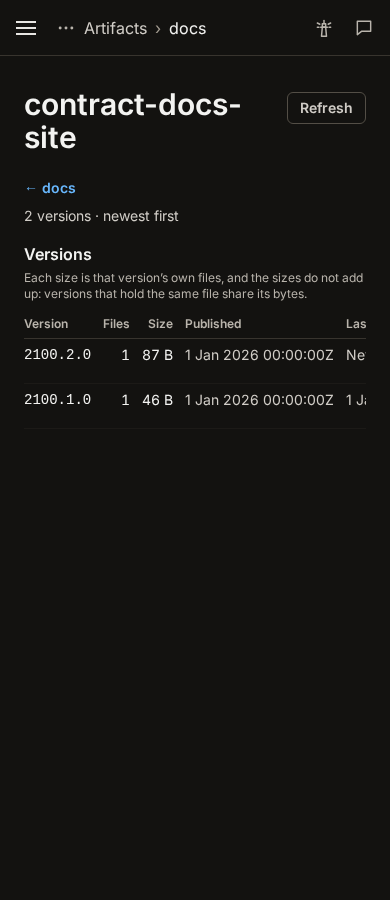 ··· Artifacts › docs
contract-docs-
site
Refresh
← docs
2 versions · newest first
Versions
Each size is that version’s own files, and the sizes do not add
up: versions that hold the same file share its bytes.
Version Files Size Published
2100.2.0 1 87 B 1 Jan 2026 00:00:00Z
2100.1.0 1 46 B 1 Jan 2026 00:00:00Z